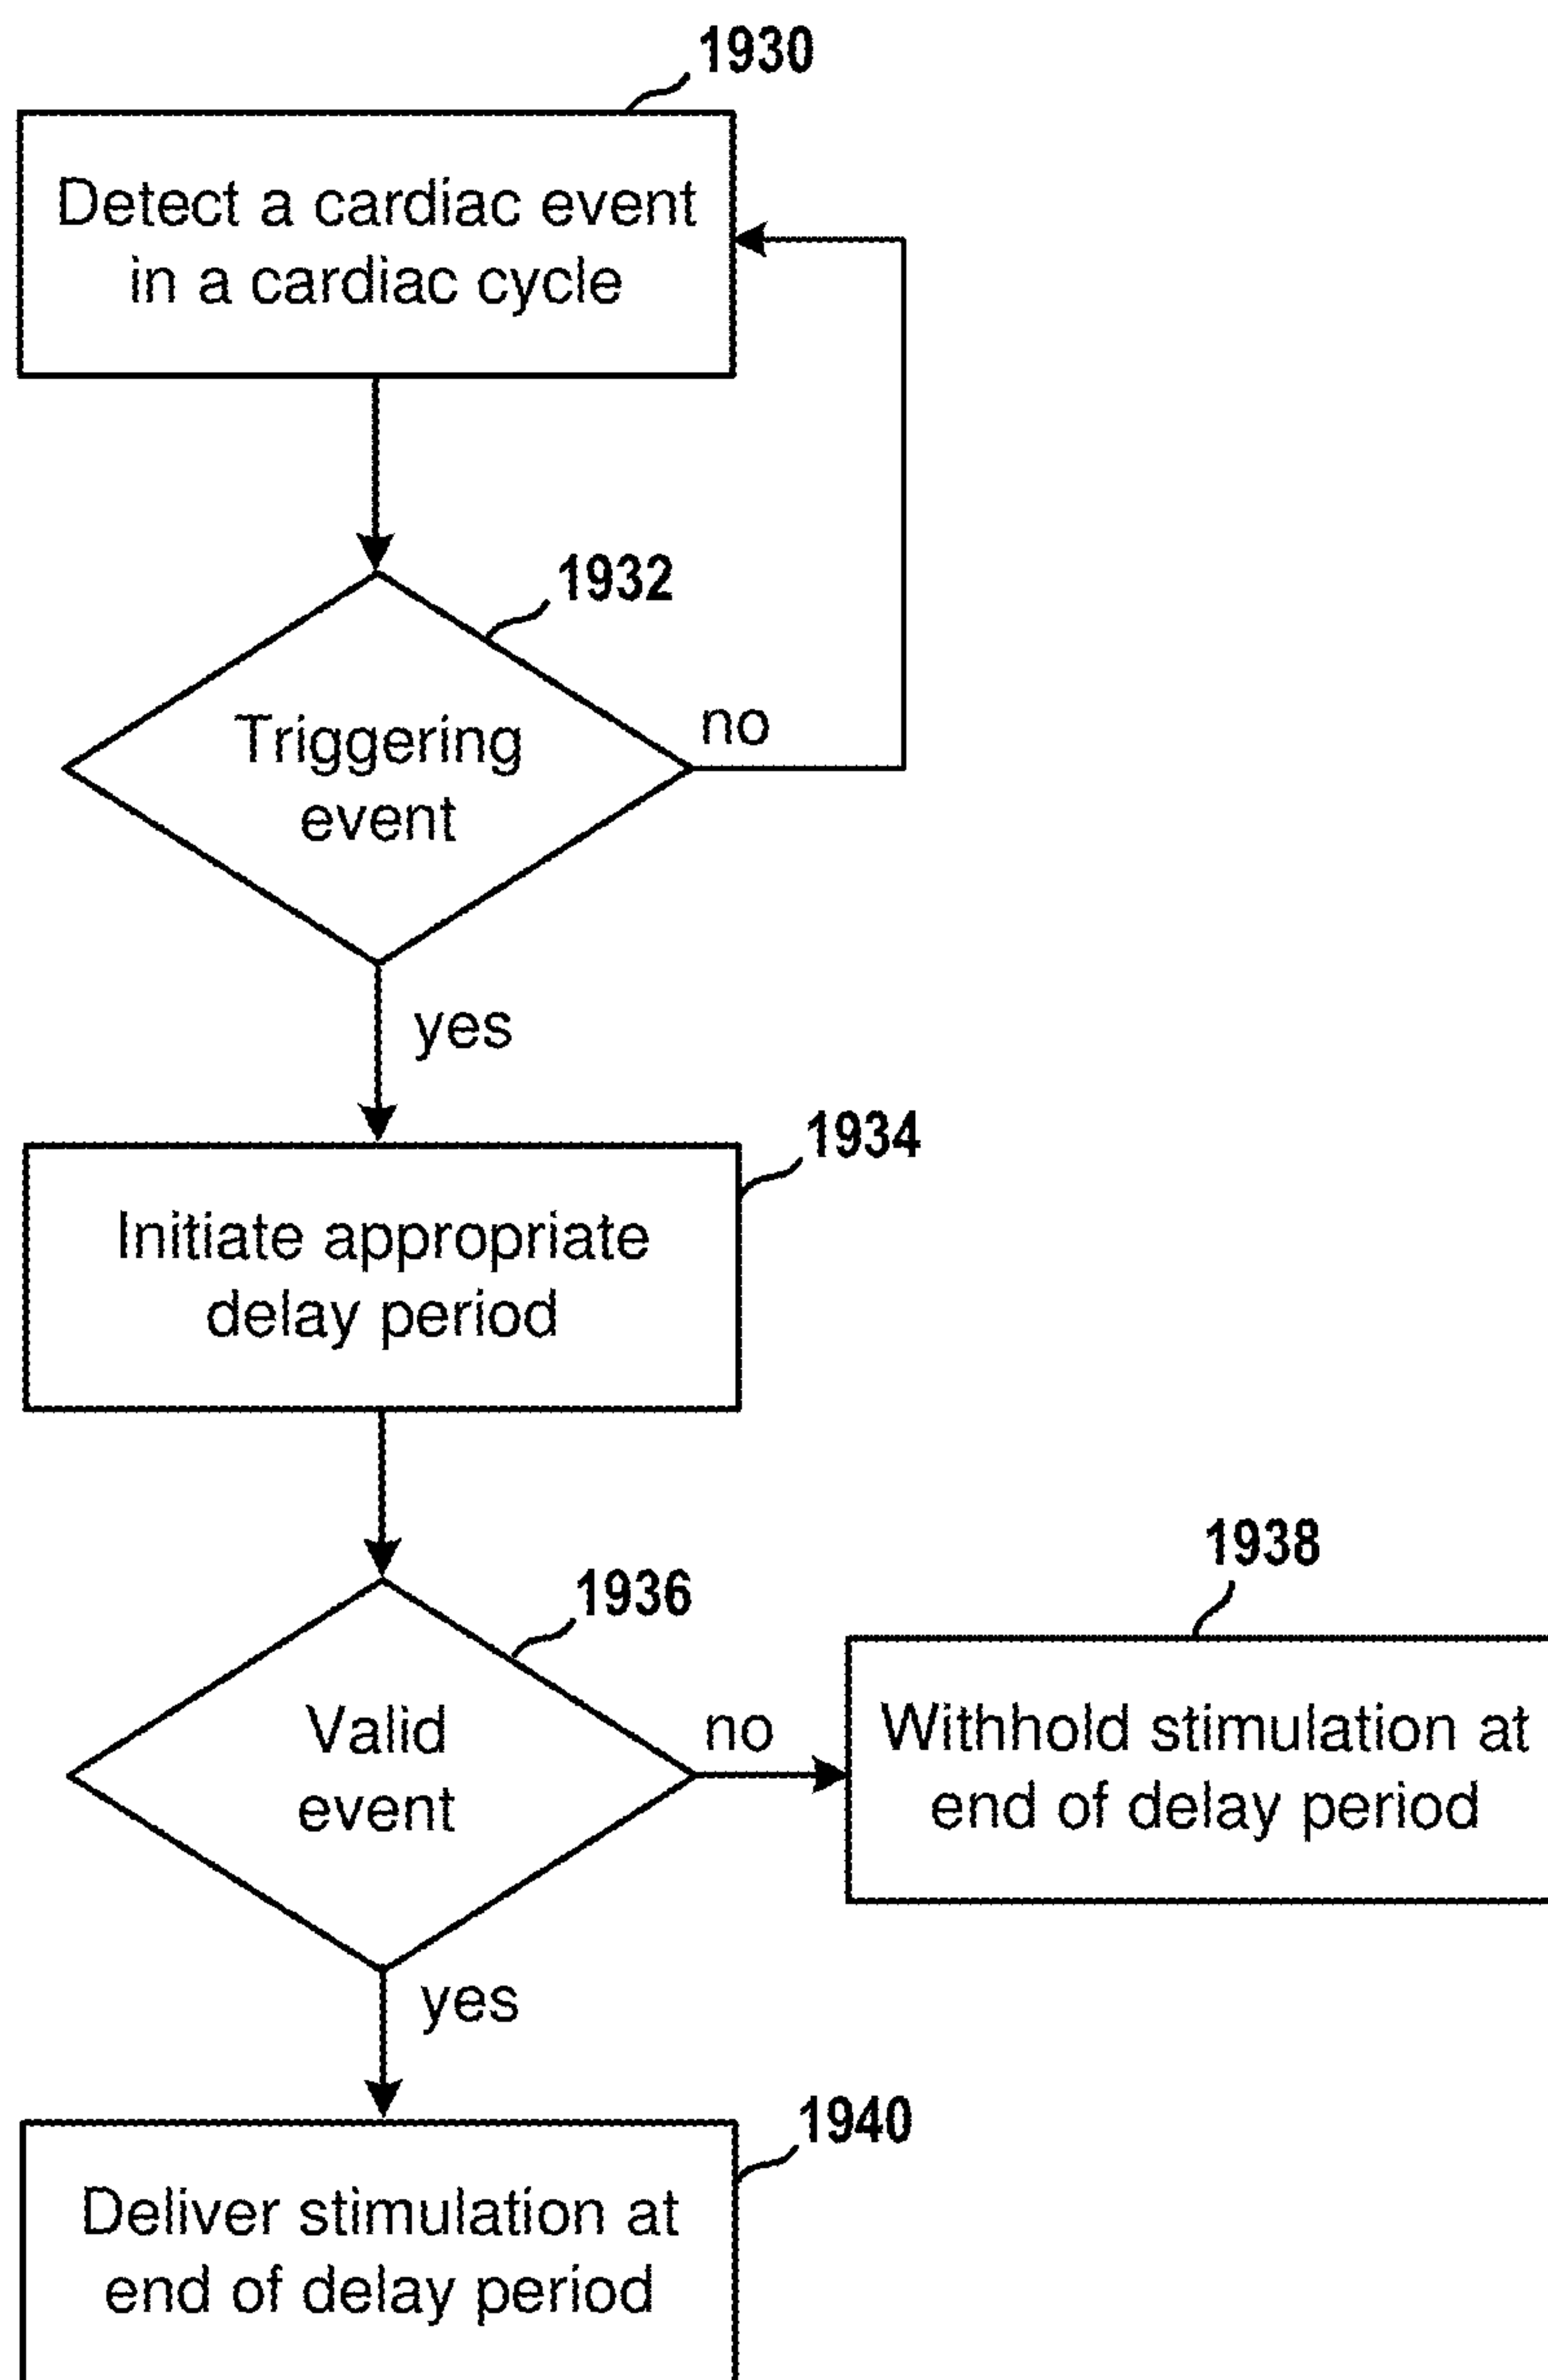 1930
Detect a cardiac event
in a cardiac cycle
1932
Triggering
event
no
yes
1934
Initiate appropriate
delay period
1936
Valid
event
no
1938
Withhold stimulation at
end of delay period
yes
1940
Deliver stimulation at
end of delay period